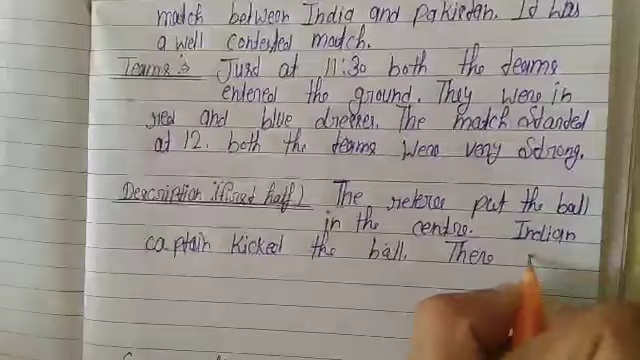 match between India and Pakistan. It was
a well contested match.
Teams : Just at 11:30 both the teams
entered the ground. They were in
red and blue dresses. The match standed
at 12. both the teams were very strong.
Description :(first half) The referee put the ball
in the centre. Indian
captain kicked the ball. There